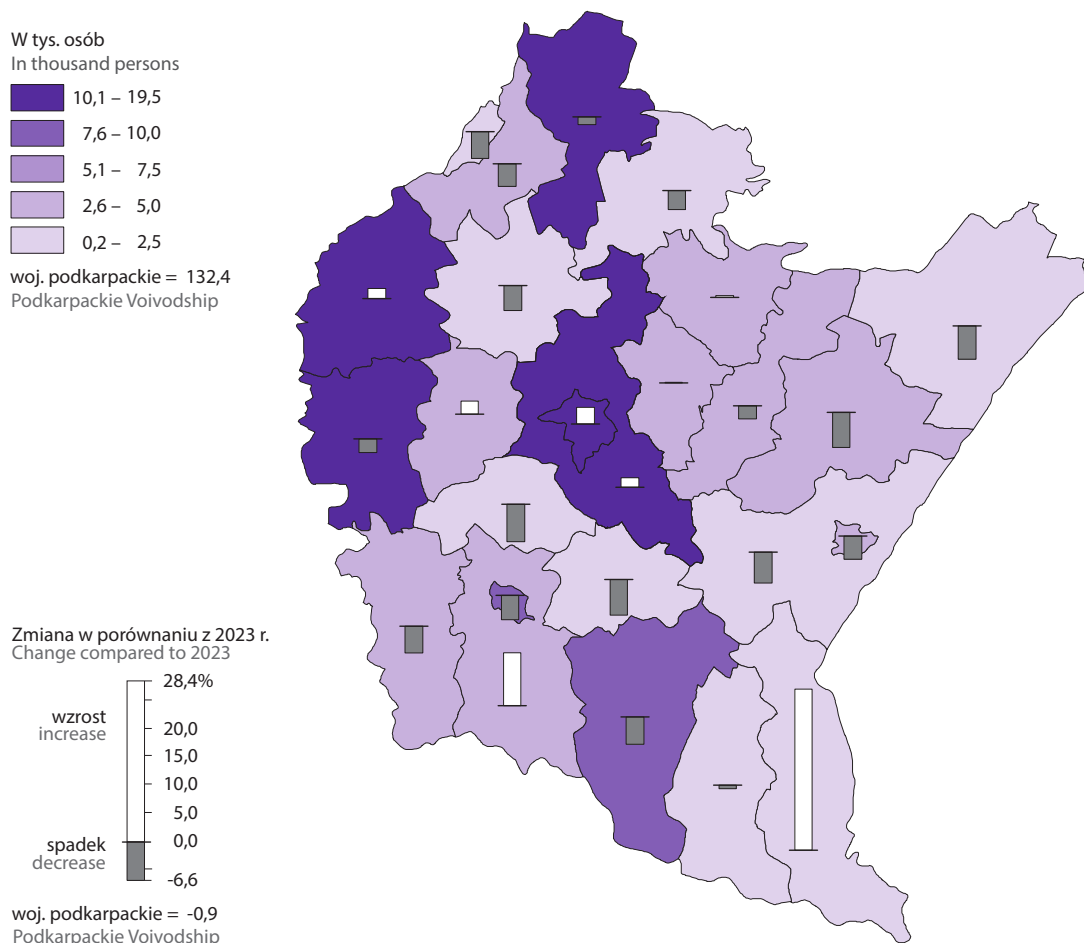 W tys. osób
In thousand persons
10,1 – 19,5
7,6 – 10,0
5,1 – 7,5
2,6 – 5,0
0,2 – 2,5
woj. podkarpackie = 132,4
Podkarpackie Voivodship
Zmiana w porównaniu z 2023 r.
Change compared to 2023
28,4%
wzrost
increase
20,0
15,0
10,0
5,0
0,0
spadek
decrease
-6,6
woj. podkarpackie = -0,9
Podkarpackie Voivodship